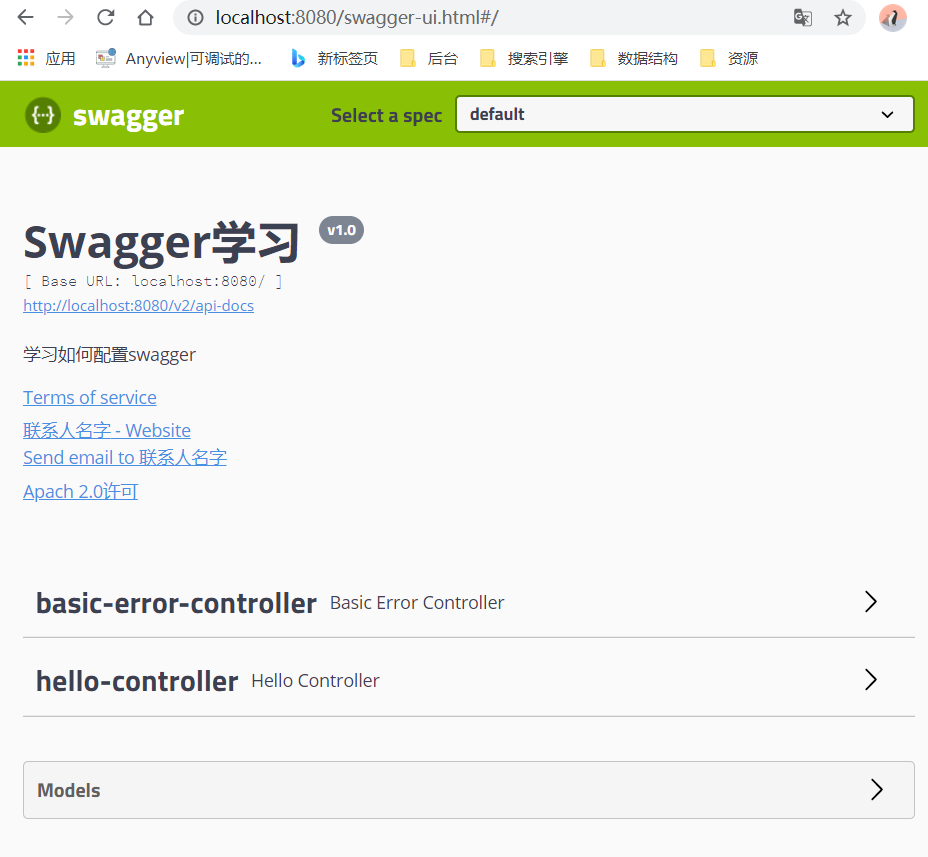 localhost:8080/swagger-ui.html#/
应用 Anyview|可调试的... 新标签页 后台 搜索引擎 数据结构 资源
{···} swagger Select a spec default
Swagger学习 v1.0
[ Base URL: localhost:8080/ ]
http://localhost:8080/v2/api-docs
学习如何配置swagger
Terms of service
联系人名字 - Website
Send email to 联系人名字
Apach 2.0许可
basic-error-controller Basic Error Controller
hello-controller Hello Controller
Models